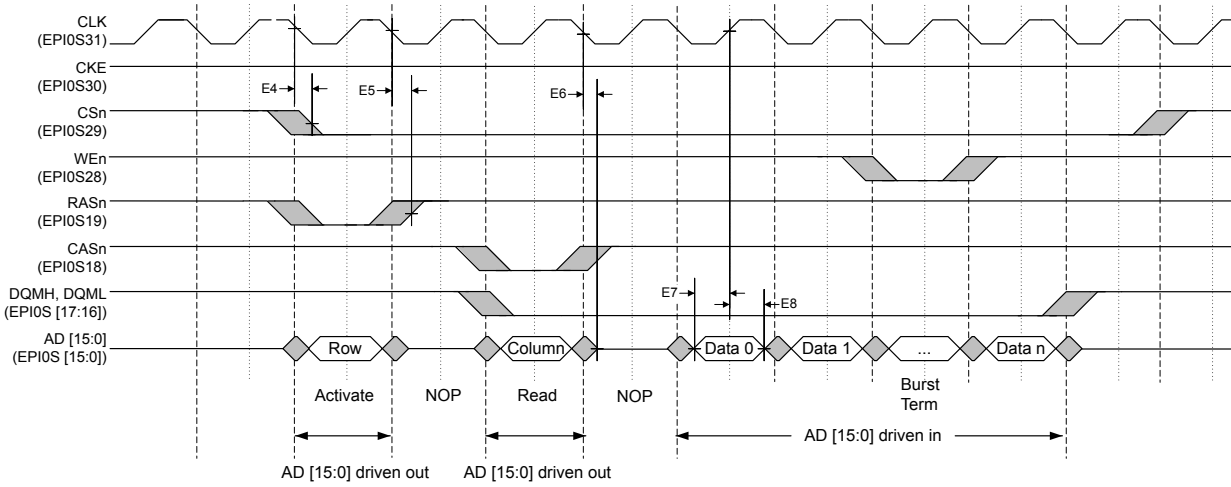 CLK
(EPI0S31)
CKE
(EPI0S30)
E4
E5
E6
CSn
(EPI0S29)
WEn
(EPI0S28)
RASn
(EPI0S19)
CASn
(EPI0S18)
DQMH, DQML
(EPI0S [17:16])
E7
E8
AD [15:0]
(EPI0S [15:0])
Row
Column
Data 0
Data 1
...
Data n
Activate
NOP
Read
NOP
Burst
Term
AD [15:0] driven in
AD [15:0] driven out
AD [15:0] driven out